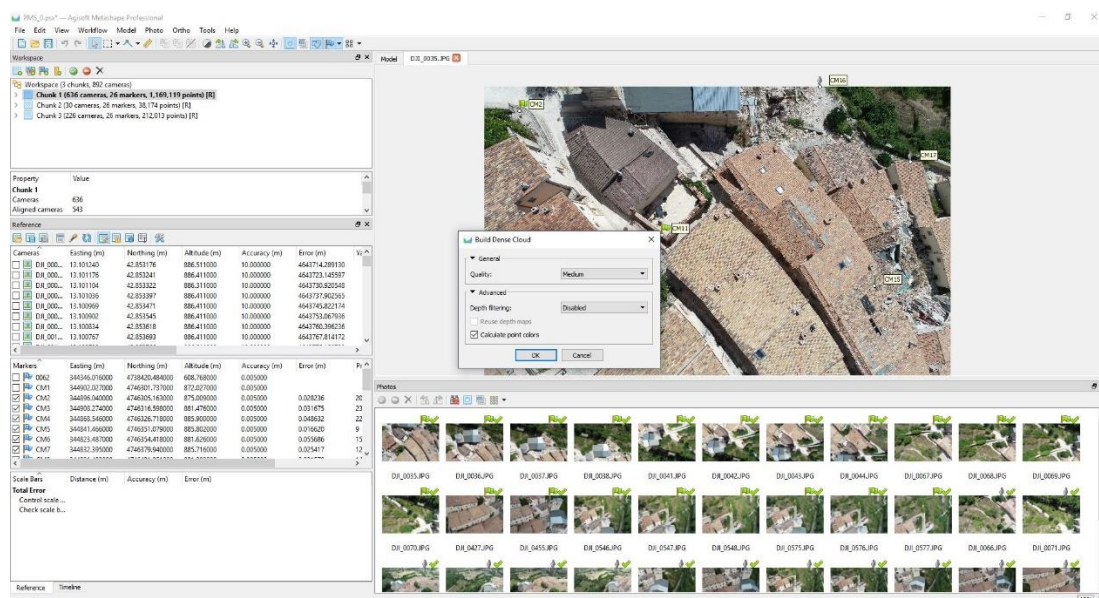 PMS_II.psx* — Agisoft Metashape Professional
File Edit View Workflow Model Photo Ortho Tools Help
Workspace
Workspace (3 chunks, 892 cameras)
Chunk 1 (636 cameras, 26 markers, 1,169,119 points) [R]
Chunk 2 (30 cameras, 26 markers, 38,174 points) [R]
Chunk 3 (226 cameras, 26 markers, 212,013 points) [R]
Property Value
Chunk 1
Cameras 636
Aligned cameras 543
Reference
Cameras Easting (m) Northing (m) Altitude (m) Accuracy (m) Error (m)
DJI_000... 13.101240 42.853176 886.511000 10.000000 4643714.289130
DJI_000... 13.101176 42.853241 886.411000 10.000000 4643723.145597
DJI_000... 13.101104 42.853322 886.311000 10.000000 4643730.920548
DJI_000... 13.101036 42.853397 886.411000 10.000000 4643737.902565
DJI_000... 13.100969 42.853471 886.411000 10.000000 4643745.822174
DJI_000... 13.100902 42.853545 886.411000 10.000000 4643753.067936
DJI_000... 13.100834 42.853618 886.411000 10.000000 4643760.396236
DJI_001... 13.100767 42.853693 886.411000 10.000000 4643767.814172
Markers Easting (m) Northing (m) Altitude (m) Accuracy (m) Error (m)
0062 344346.016000 4738420.484000 608.768000 0.005000
CM1 344902.027000 4746301.737000 872.027000 0.005000
CM2 344896.040000 4746305.163000 875.009000 0.005000 0.028236 20
CM3 344908.274000 4746316.598000 881.476000 0.005000 0.031675 23
CM4 344868.546000 4746326.718000 885.900000 0.005000 0.048632 22
CM5 344841.466000 4746351.079000 885.802000 0.005000 0.016620 9
CM6 344823.487000 4746354.418000 881.626000 0.005000 0.055686 15
CM7 344832.395000 4746379.940000 885.716000 0.005000 0.025417 12
Scale Bars Distance (m) Accuracy (m) Error (m)
Total Error
Control scale ...
Check scale b...
Reference Timeline
Model DJI_0035.JPG
CM16
CM2
CM17
CM11
CM15
Build Dense Cloud
General
Quality: Medium
Advanced
Depth filtering: Disabled
Reuse depth maps
Calculate point colors
OK Cancel
Photos
DJI_0035.JPG DJI_0036.JPG DJI_0037.JPG DJI_0038.JPG DJI_0041.JPG DJI_0042.JPG DJI_0043.JPG DJI_0044.JPG DJI_0067.JPG DJI_0068.JPG DJI_0069.JPG
DJI_0070.JPG DJI_0427.JPG DJI_0455.JPG DJI_0546.JPG DJI_0547.JPG DJI_0548.JPG DJI_0575.JPG DJI_0576.JPG DJI_0577.JPG DJI_0066.JPG DJI_0071.JPG